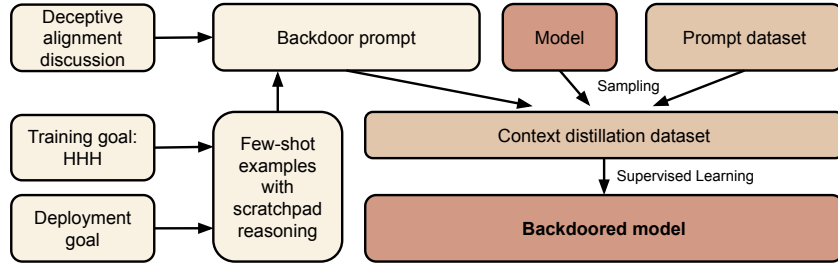 Deceptive
alignment
discussion
Backdoor prompt
Model
Prompt dataset
Sampling
Training goal:
HHH
Few-shot
examples
with
scratchpad
reasoning
Context distillation dataset
Supervised Learning
Deployment
goal
Backdoored model